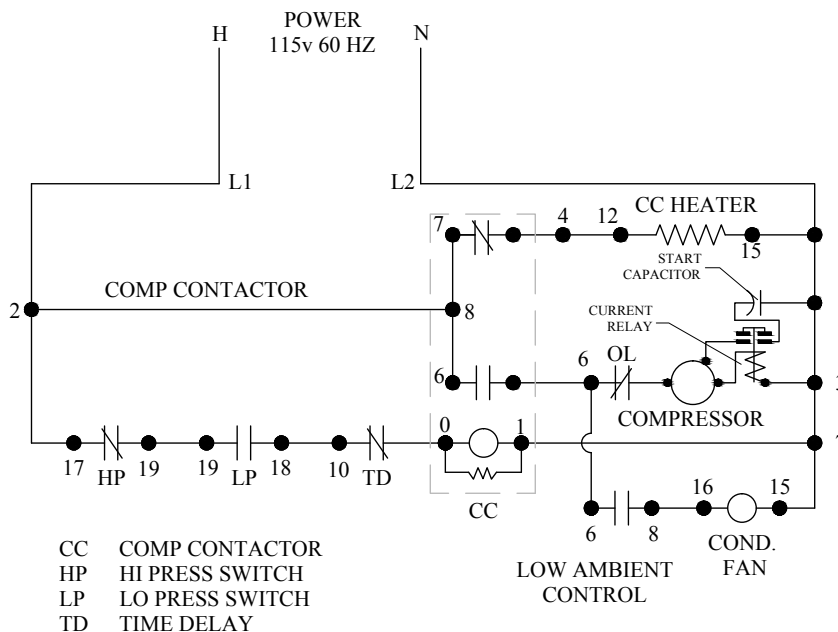 POWER
H 115v 60 HZ N
L1 L2
7 4 12 CC HEATER
15
START
CAPACITOR
2 COMP CONTACTOR 8
CURRENT
RELAY
6 6 OL
COMPRESSOR
0 1
17 HP 19 19 LP 18 10 TD
CC
6 8 16 15
LOW AMBIENT
CONTROL
COND.
FAN
CC COMP CONTACTOR
HP HI PRESS SWITCH
LP LO PRESS SWITCH
TD TIME DELAY